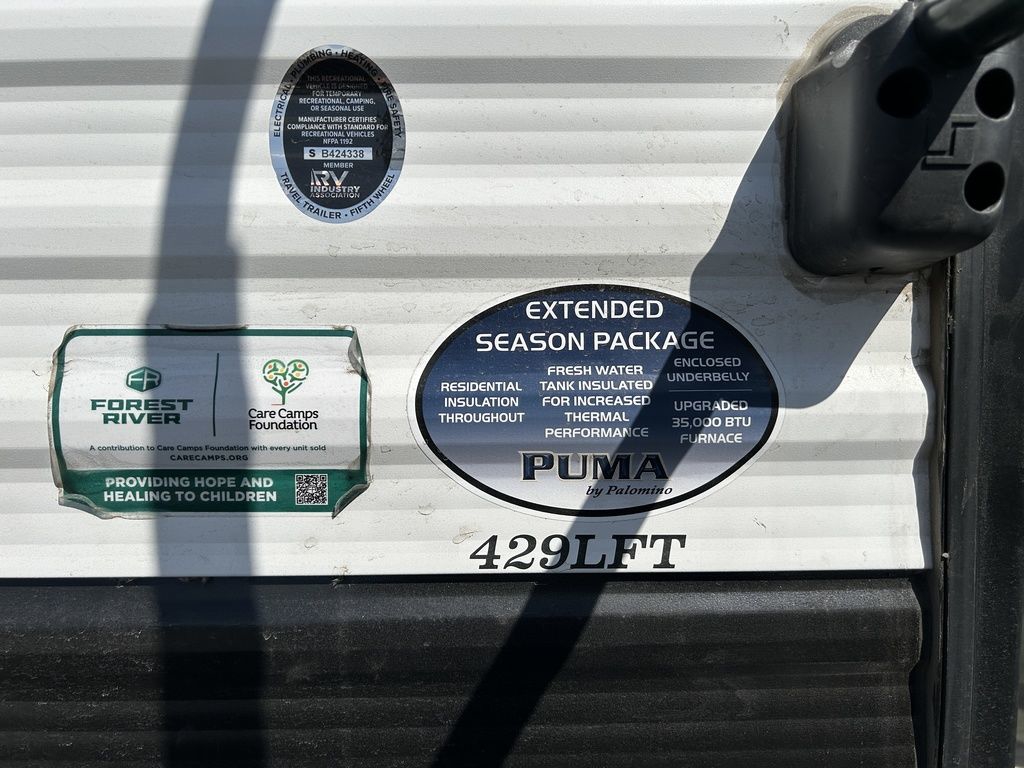 ELECTRICAL • PLUMBING • HEATING • FIRE SAFETY
THIS RECREATIONAL
VEHICLE IS DESIGNED
FOR TEMPORARY
RECREATIONAL, CAMPING,
OR SEASONAL USE
MANUFACTURER CERTIFIES
COMPLIANCE WITH STANDARD FOR
RECREATIONAL VEHICLES
NFPA 1192
S B424338
MEMBER
RV
INDUSTRY
ASSOCIATION
TRAVEL TRAILER • FIFTH WHEEL
FOREST
RIVER
Care Camps
Foundation
A contribution to Care Camps Foundation with every unit sold
CARECAMPS.ORG
PROVIDING HOPE AND
HEALING TO CHILDREN
EXTENDED
SEASON PACKAGE
RESIDENTIAL
INSULATION
THROUGHOUT
FRESH WATER
TANK INSULATED
FOR INCREASED
THERMAL
PERFORMANCE
ENCLOSED
UNDERBELLY
UPGRADED
35,000 BTU
FURNACE
PUMA
by Palomino
429LFT